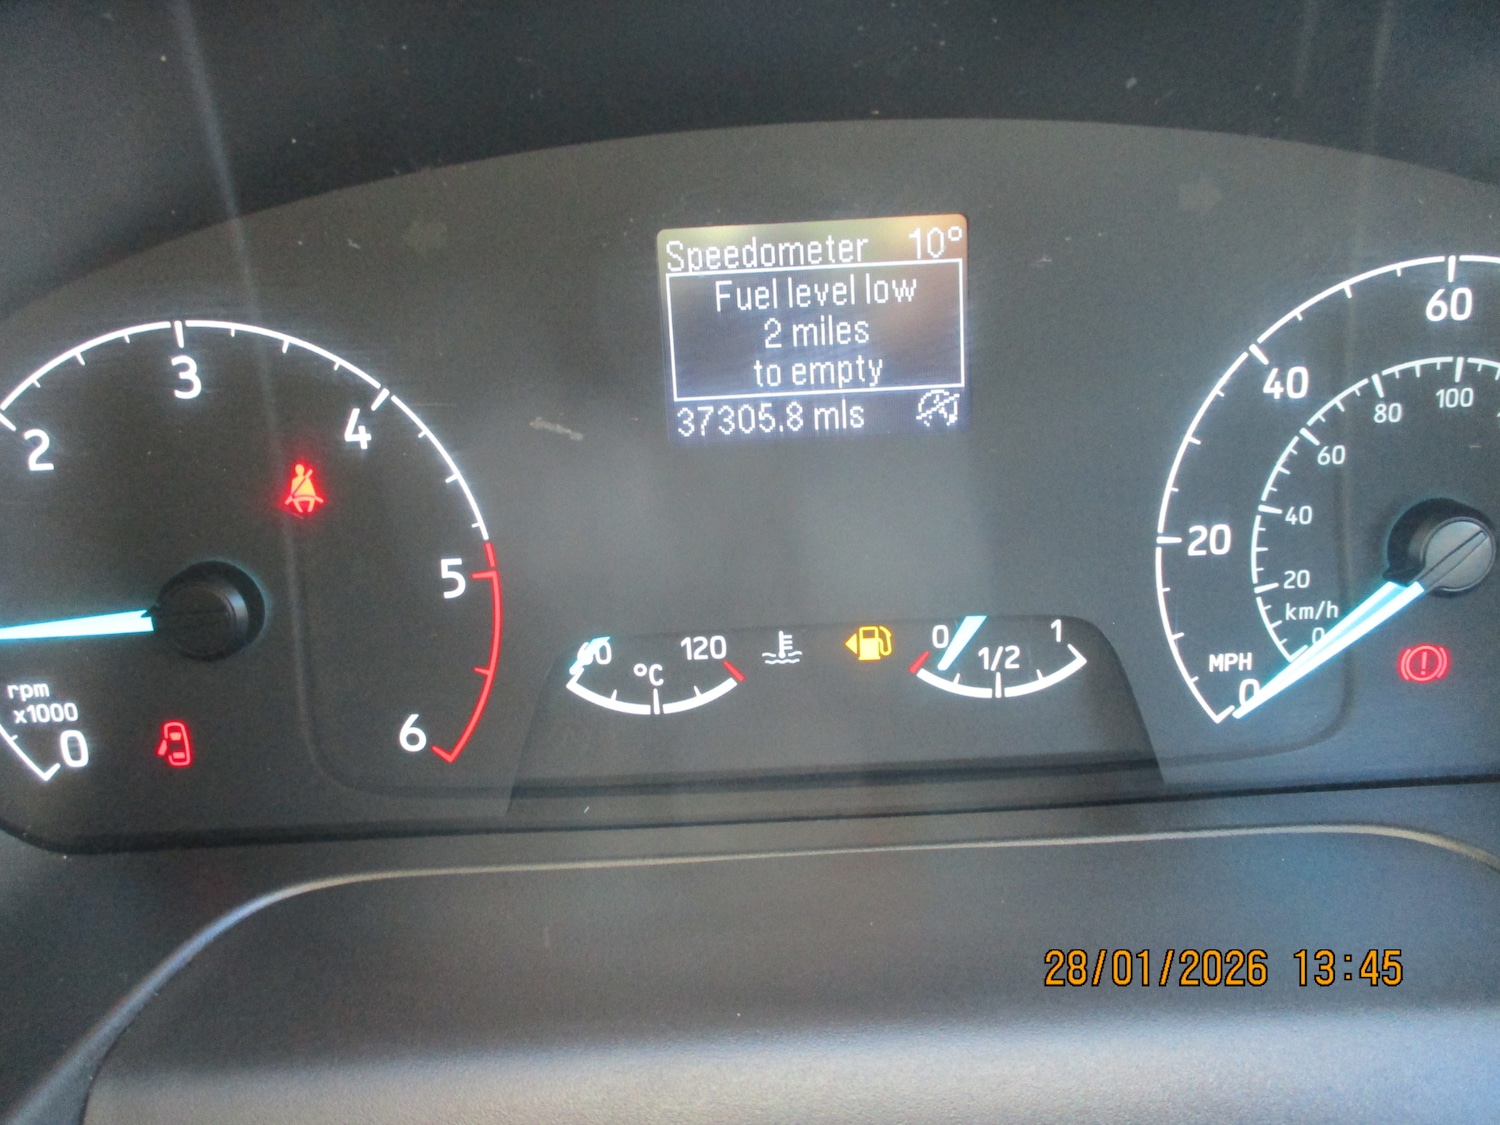 Speedometer 10°
Fuel level low
2 miles
to empty
37305.8 mls
2
3
4
5
6
rpm
x1000
0
60
120
°C
0
1/2
1
60
40
20
0
MPH
100
80
60
40
20
km/h
0
28/01/2026 13:45